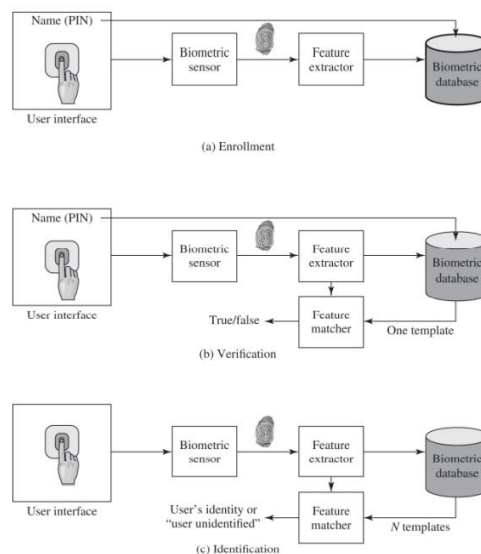 Name (PIN)
Biometric
sensor
Feature
extractor
Biometric
database
User interface
(a) Enrollment
Name (PIN)
Biometric
sensor
Feature
extractor
Biometric
database
User interface
True/false
Feature
matcher
One template
(b) Verification
Biometric
sensor
Feature
extractor
Biometric
database
User interface
User's identity or
"user unidentified"
Feature
matcher
N templates
(c) Identification